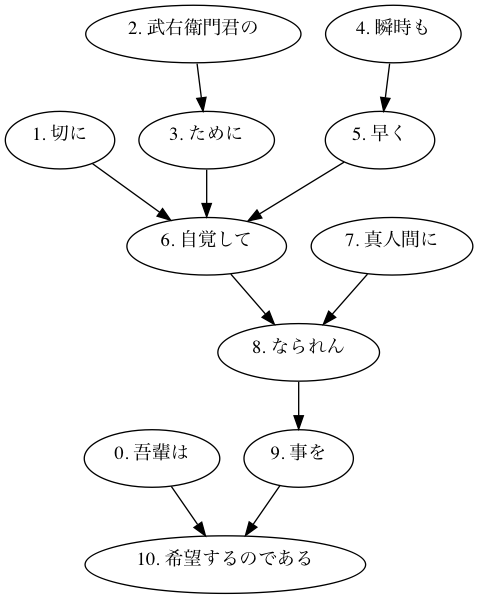 2. 武右衛門君の
4. 瞬時も
1. 切に
3. ために
5. 早く
6. 自覚して
7. 真人間に
8. なられん
0. 吾輩は
9. 事を
10. 希望するのである